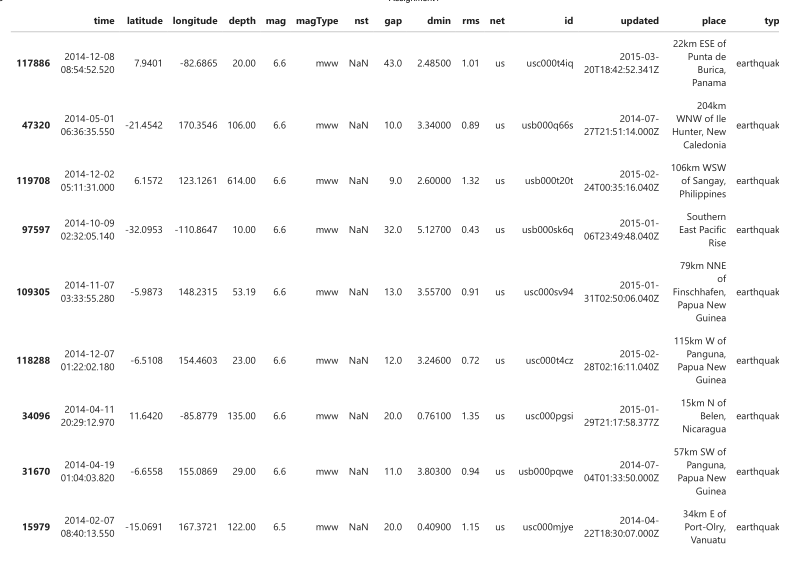 time latitude longitude depth mag magType nst gap dmin rms net id updated place typ
117886 2014-12-08 08:54:52.520 7.9401 -82.6865 20.00 6.6 mww NaN 43.0 2.48500 1.01 us usc000t4iq 2015-03-20T18:42:52.341Z 22km ESE of Punta de Burica, Panama earthquak
47320 2014-05-01 06:36:35.550 -21.4542 170.3546 106.00 6.6 mww NaN 10.0 3.34000 0.89 us usb000q66s 2014-07-27T21:51:14.000Z 204km WNW of Ile Hunter, New Caledonia earthquak
119708 2014-12-02 05:11:31.000 6.1572 123.1261 614.00 6.6 mww NaN 9.0 2.60000 1.32 us usb000t20t 2015-02-24T00:35:16.040Z 106km WSW of Sangay, Philippines earthquak
97597 2014-10-09 02:32:05.140 -32.0953 -110.8647 10.00 6.6 mww NaN 32.0 5.12700 0.43 us usb000sk6q 2015-01-06T23:49:48.040Z Southern East Pacific Rise earthquak
109305 2014-11-07 03:33:55.280 -5.9873 148.2315 53.19 6.6 mww NaN 13.0 3.55700 0.91 us usc000sv94 2015-01-31T02:50:06.040Z 79km NNE of Finschhafen, Papua New Guinea earthquak
118288 2014-12-07 01:22:02.180 -6.5108 154.4603 23.00 6.6 mww NaN 12.0 3.24600 0.72 us usc000t4cz 2015-02-28T02:16:11.040Z 115km W of Panguna, Papua New Guinea earthquak
34096 2014-04-11 20:29:12.970 11.6420 -85.8779 135.00 6.6 mww NaN 20.0 0.76100 1.35 us usc000pgsi 2015-01-29T21:17:58.377Z 15km N of Belen, Nicaragua earthquak
31670 2014-04-19 01:04:03.820 -6.6558 155.0869 29.00 6.6 mww NaN 11.0 3.80300 0.94 us usb000pqwe 2014-07-04T01:33:50.000Z 57km SW of Panguna, Papua New Guinea earthquak
15979 2014-02-07 08:40:13.550 -15.0691 167.3721 122.00 6.5 mww NaN 20.0 0.40900 1.15 us usc000mjye 2014-04-22T18:30:07.000Z 34km E of Port-Olry, Vanuatu earthquak